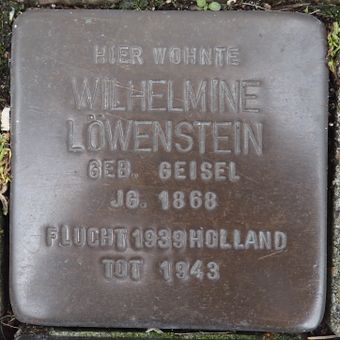 HIER WOHNTE
WILHELMINE
LÖWENSTEIN
GEB. GEISEL
JG. 1868
FLUCHT 1939 HOLLAND
TOT 1943